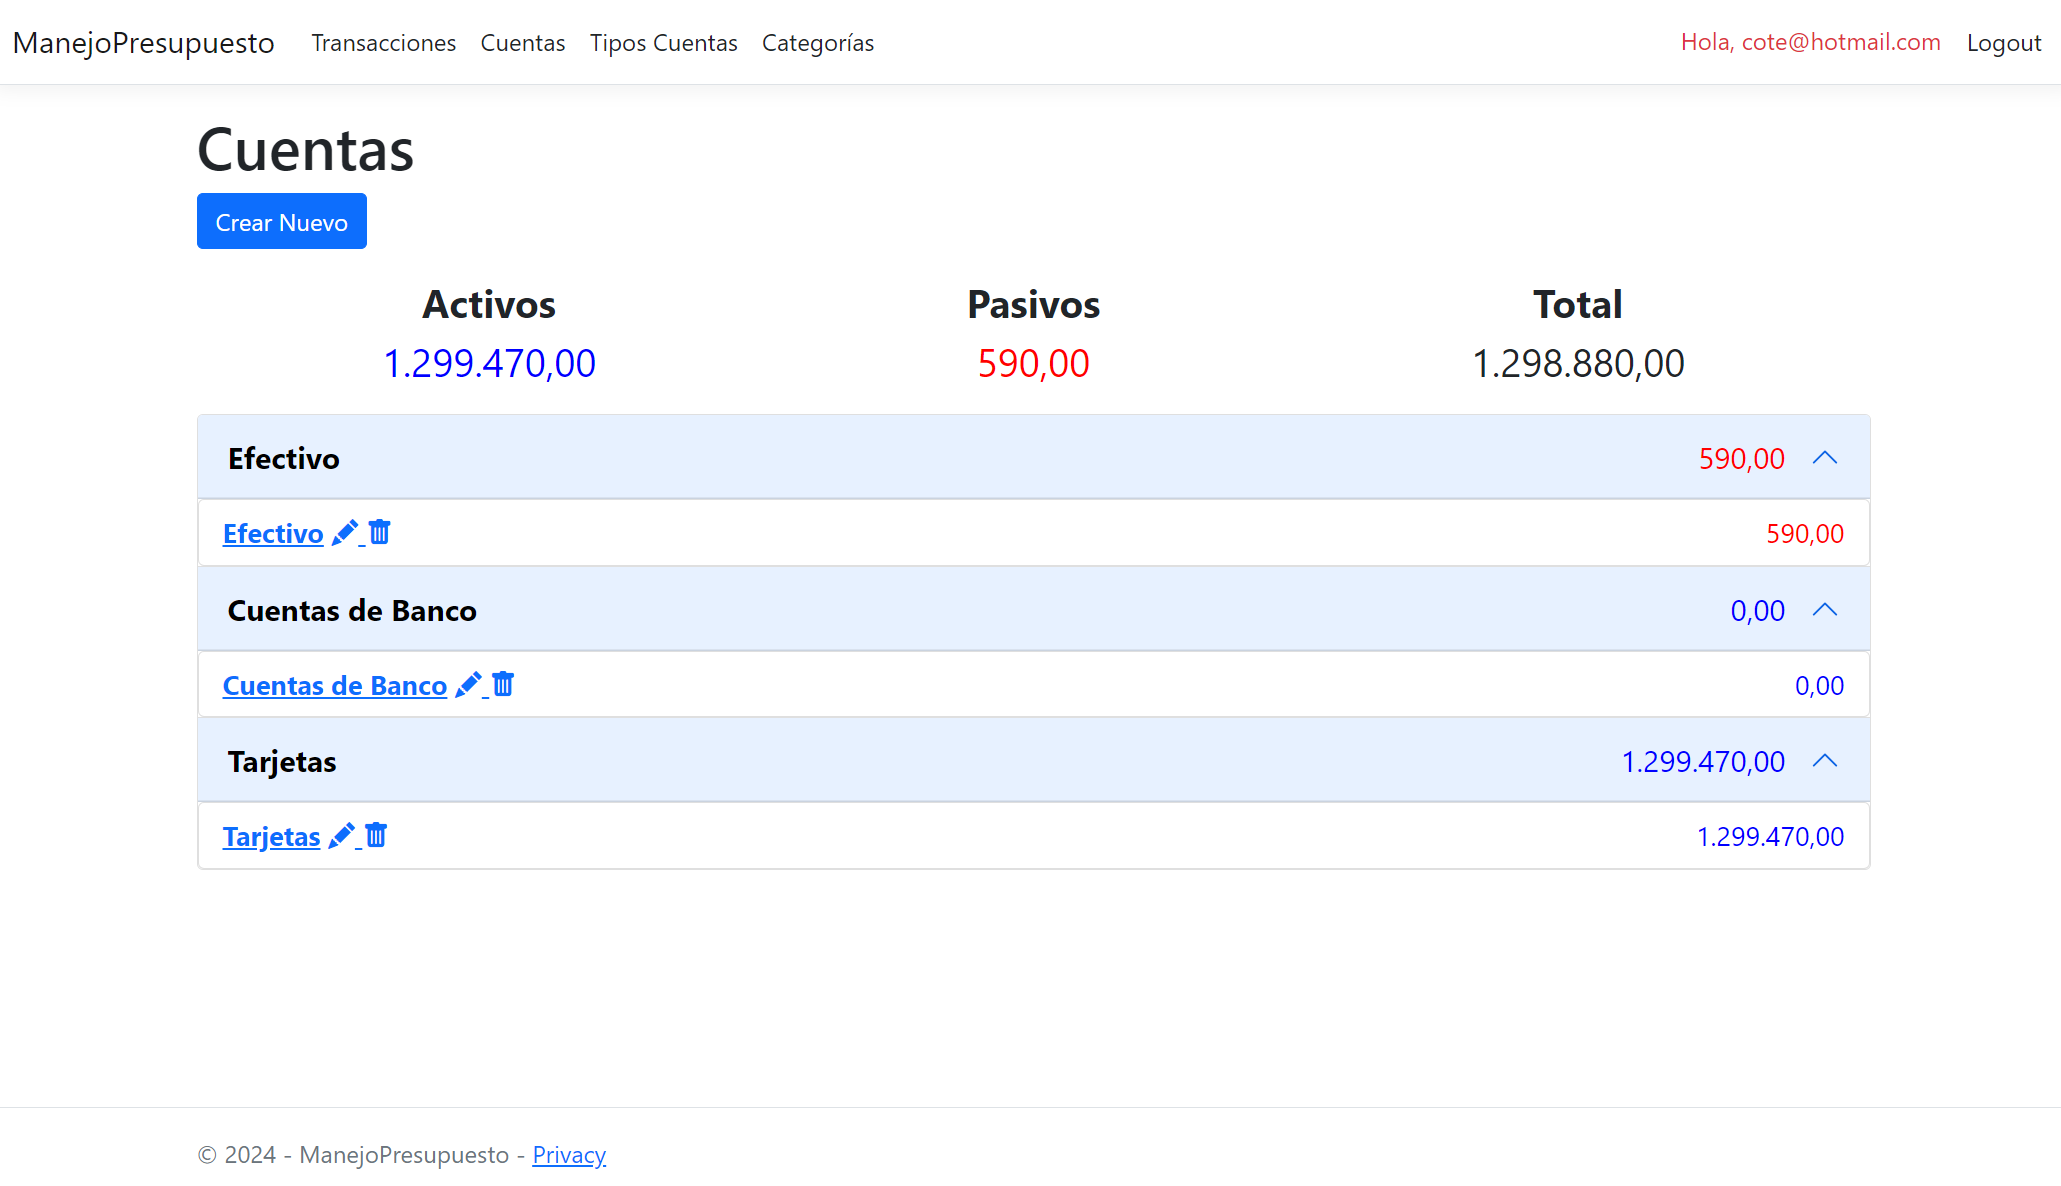 ManejoPresupuesto Transacciones Cuentas Tipos Cuentas Categorías Hola, cote@hotmail.com Logout
Cuentas
Crear Nuevo
Activos Pasivos Total
1.299.470,00 590,00 1.298.880,00
Efectivo 590,00
Efectivo 590,00
Cuentas de Banco 0,00
Cuentas de Banco 0,00
Tarjetas 1.299.470,00
Tarjetas 1.299.470,00
© 2024 - ManejoPresupuesto - Privacy